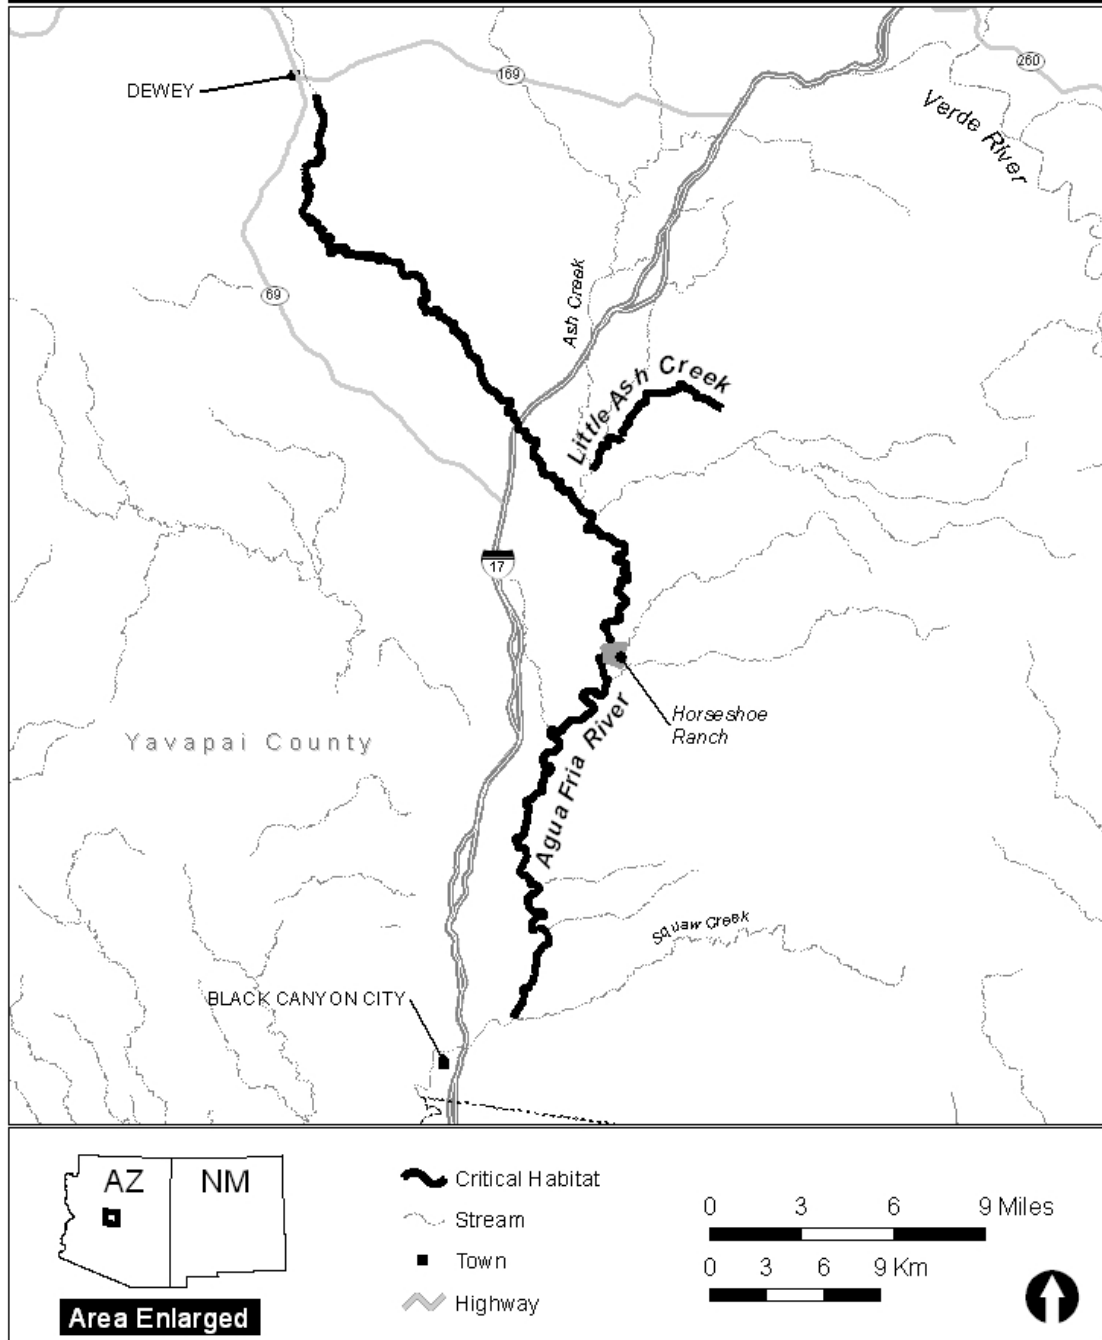 DEWEY
169
260
Verde River
69
Ash Creek
Little Ash Creek
17
Horseshoe
Ranch
Yavapai County
Agua Fria River
Squaw Creek
BLACK CANYON CITY
AZ NM
Area Enlarged
Critical Habitat
Stream
Town
Highway
0 3 6 9 Miles
0 3 6 9 Km